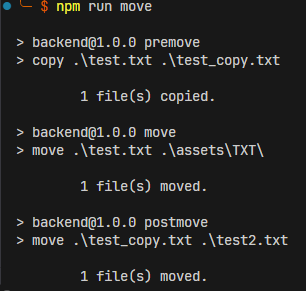 $ npm run move
> backend@1.0.0 premove
> copy .\test.txt .\test_copy.txt
1 file(s) copied.
> backend@1.0.0 move
> move .\test.txt .\assets\TXT\
1 file(s) moved.
> backend@1.0.0 postmove
> move .\test_copy.txt .\test2.txt
1 file(s) moved.